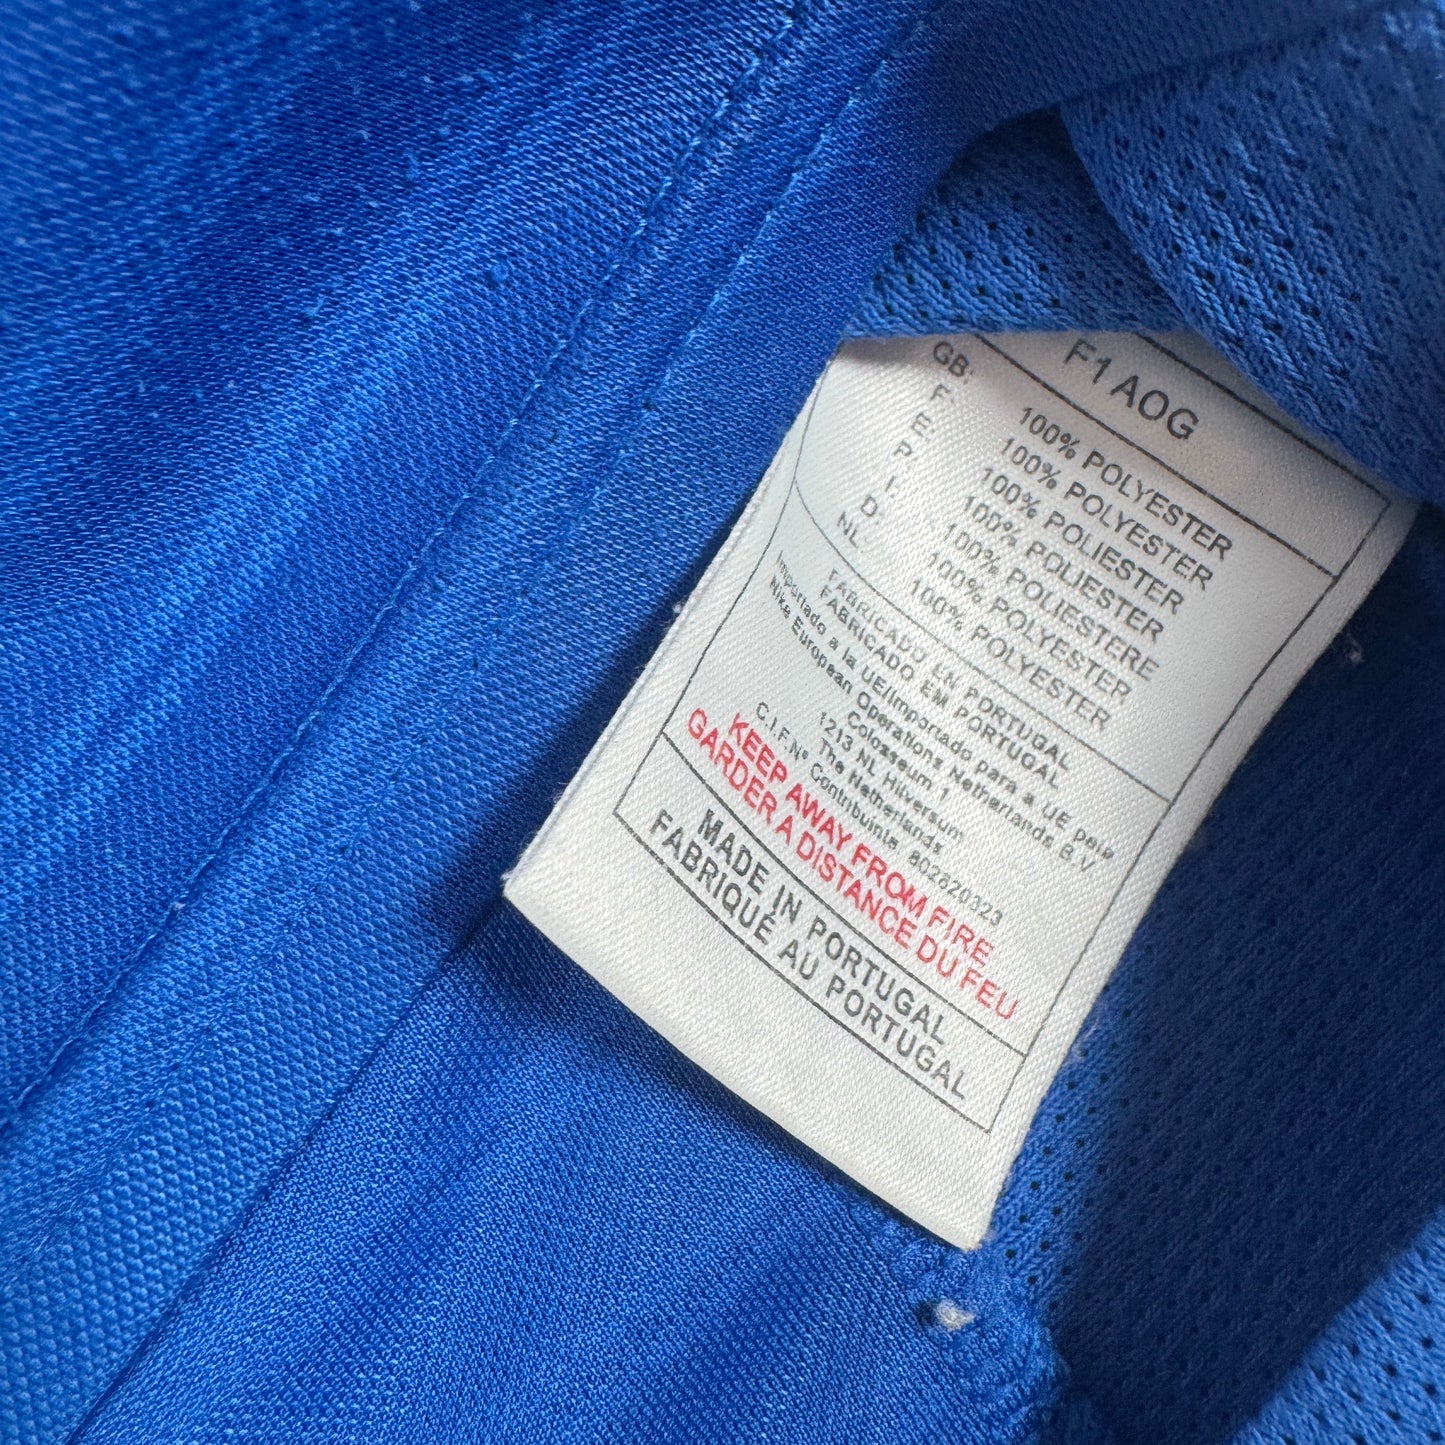 F1 AOG
GB: 100% POLYESTER
F: 100% POLYESTER
E: 100% POLIESTER
P: 100% POLIESTER
I: 100% POLIESTERE
D: 100% POLYESTER
NL 100% POLYESTER
FABRICADO EN PORTUGAL
FABRICADO EM PORTUGAL
Importado a la UE/Importado para a UE pela
Nike European Operations Netherlands B.V
Colosseum 1
1213 NL Hilversum
The Netherlands
C.I.F.N° Contribuinte 802820323
KEEP AWAY FROM FIRE
GARDER A DISTANCE DU FEU
MADE IN PORTUGAL
FABRIQUÉ AU PORTUGAL